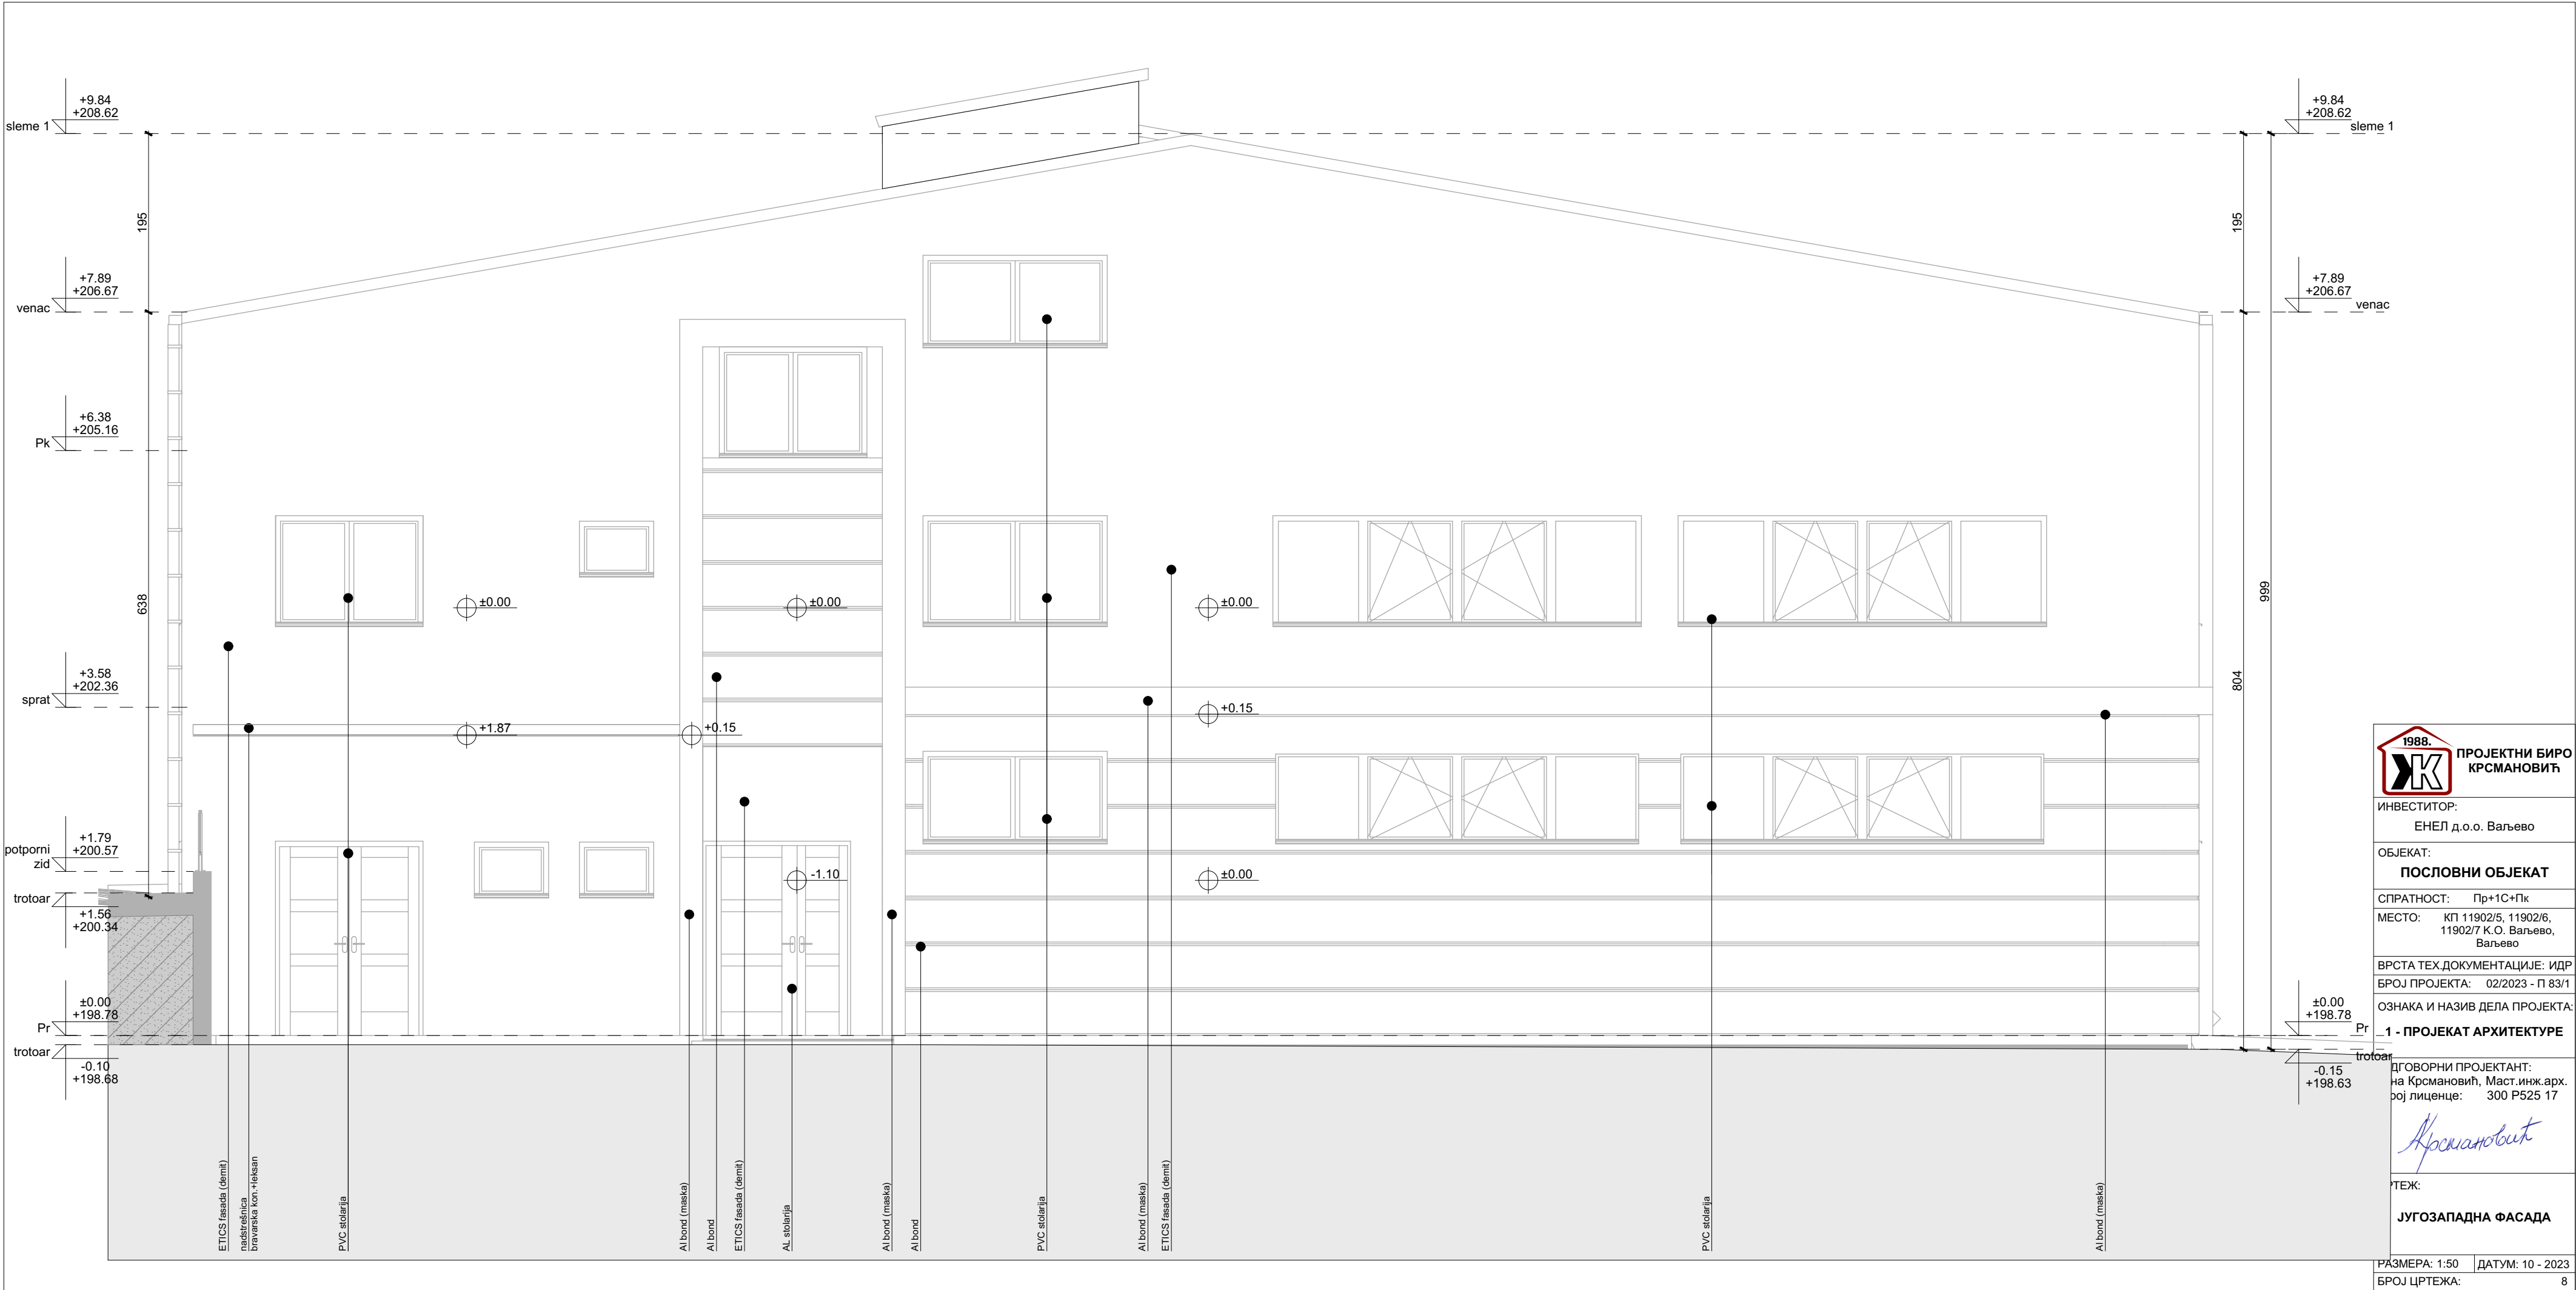 +9.84
+208.62
sleme 1
195
+7.89
+206.67
venac
+6.38
+205.16
Pk
638
+3.58
+202.36
sprat
+1.79
+200.57
potporni
zid
trotoar
+1.56
+200.34
±0.00
+198.78
Pr
trotoar
-0.10
+198.68
±0.00
±0.00
±0.00
+1.87
+0.15
+0.15
-1.10
±0.00
ETICS fasada (demit)
nadstrešnica
bravarska kon.+leksan
PVC stolarija
Al bond (maska)
Al bond
ETICS fasada (demit)
AL stolarija
Al bond (maska)
Al bond
PVC stolarija
Al bond (maska)
ETICS fasada (demit)
PVC stolarija
Al bond (maska)
+9.84
+208.62
sleme 1
195
+7.89
+206.67
venac
999
804
±0.00
+198.78
Pr
trotoar
-0.15
+198.63
1988.
ПРОЈЕКТНИ БИРО
КРСМАНОВИЋ
ИНВЕСТИТОР:
ЕНЕЛ д.о.о. Ваљево
ОБЈЕКАТ:
ПОСЛОВНИ ОБЈЕКАТ
СПРАТНОСТ: Пр+1С+Пк
МЕСТО: КП 11902/5, 11902/6,
11902/7 К.О. Ваљево,
Ваљево
ВРСТА ТЕХ.ДОКУМЕНТАЦИЈЕ: ИДР
БРОЈ ПРОЈЕКТА: 02/2023 - П 83/1
ОЗНАКА И НАЗИВ ДЕЛА ПРОЈЕКТА:
1 - ПРОЈЕКАТ АРХИТЕКТУРЕ
ДГОВОРНИ ПРОЈЕКТАНТ:
на Крсмановић, Маст.инж.арх.
ој лиценце: 300 Р525 17
Крсмановић
ТЕЖ:
ЈУГОЗАПАДНА ФАСАДА
РАЗМЕРА: 1:50 ДАТУМ: 10 - 2023
БРОЈ ЦРТЕЖА: 8